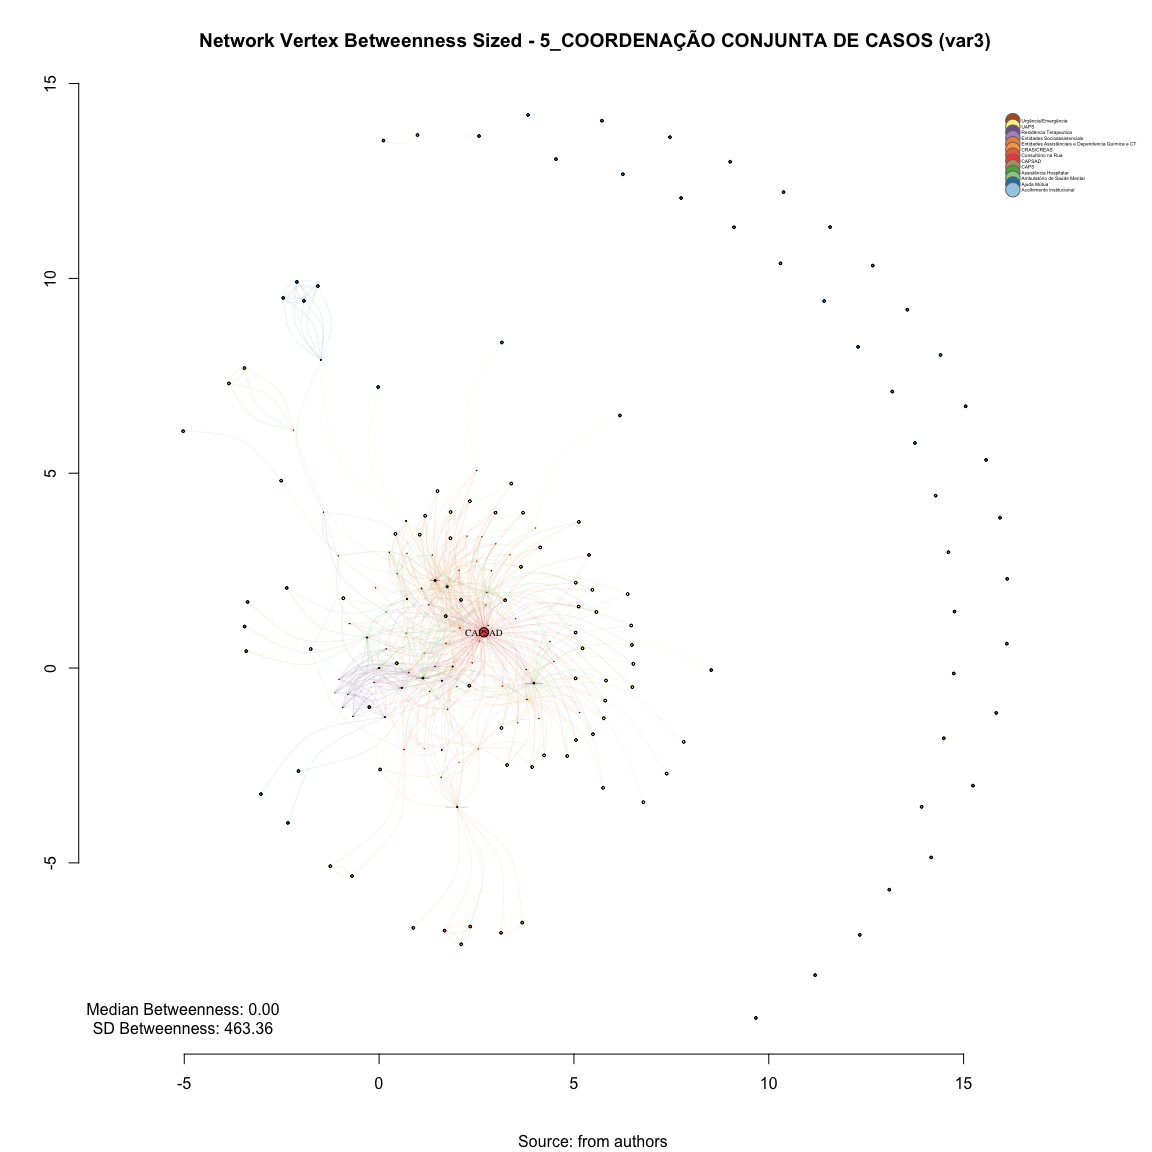 Network Vertex Betweenness Sized - 5_COORDENAÇÃO CONJUNTA DE CASOS (var3)
15
10
5
0
-5
Urgência/Emergência
UAPS
Residência Terapeutica
Entidades Socioassistenciais
Entidades Assistênciais e Dependencia Química e CT
CRAS/CREAS
Consultório na Rua
CAPSAD
CAPS
Assistência Hospitalar
Ambulatório de Saúde Mental
Ajuda Mútua
Acolhimento Institucional
CAPSAD
Median Betweenness: 0.00
SD Betweenness: 463.36
-5 0 5 10 15
Source: from authors